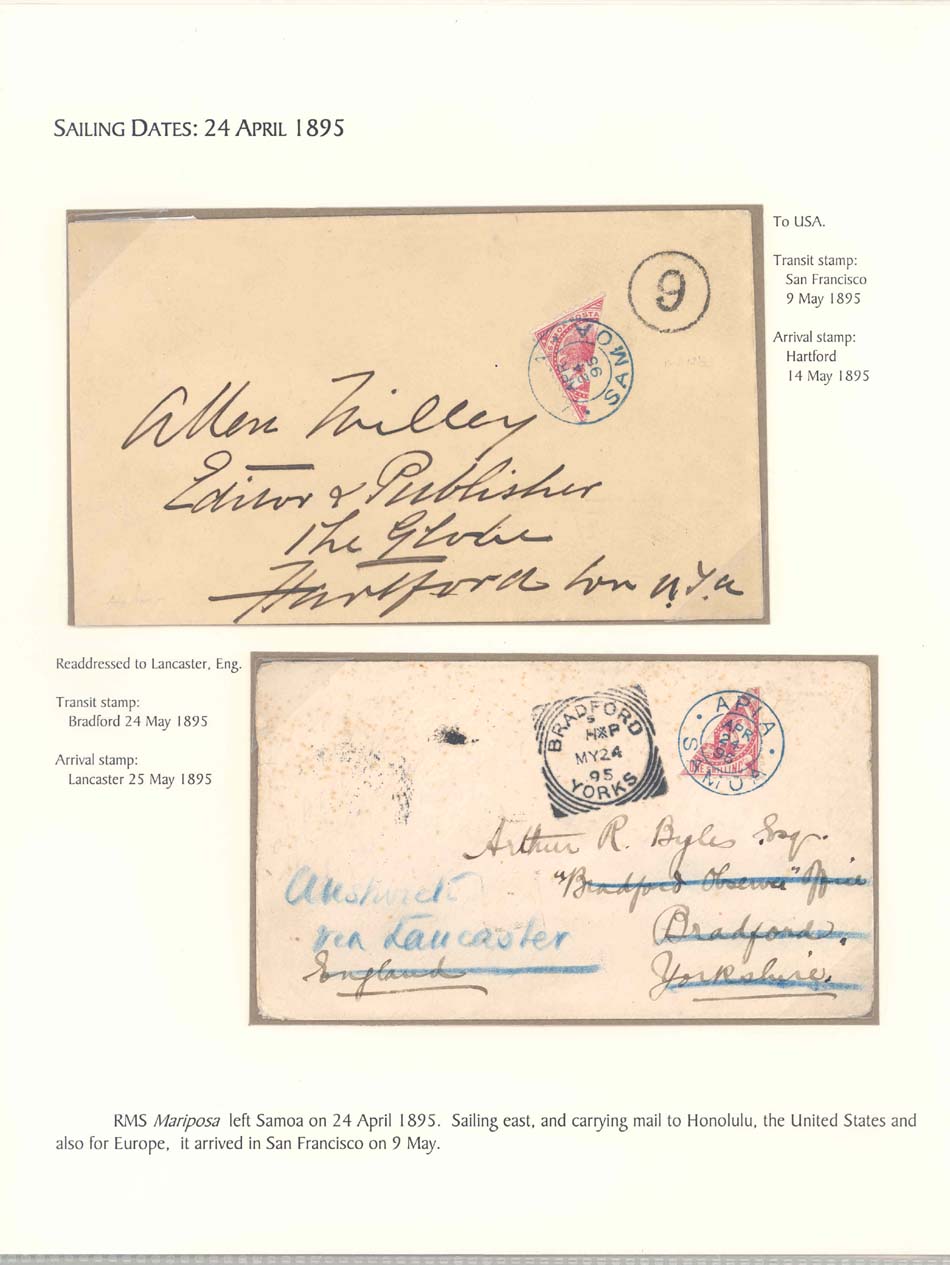 SAILING DATES: 24 APRIL 1895
To USA.
Transit stamp:
San Francisco
9 May 1895
Arrival stamp:
Hartford
14 May 1895
9
SAMOA
APR
24
95
Allen Willey
Editor & Publisher
The Globe
Hartford Con U.S.A
Readdressed to Lancaster, Eng.
Transit stamp:
Bradford 24 May 1895
Arrival stamp:
Lancaster 25 May 1895
BRADFORD
H*P
MY24
95
YORKS
APIA
APR
24
95
SAMOA
ONE SHILLING
Arthur R. Byles Esq.
"Bradford Observer" Office
Bradford.
Yorkshire.
via Lancaster
England
RMS Mariposa left Samoa on 24 April 1895. Sailing east, and carrying mail to Honolulu, the United States and
also for Europe, it arrived in San Francisco on 9 May.